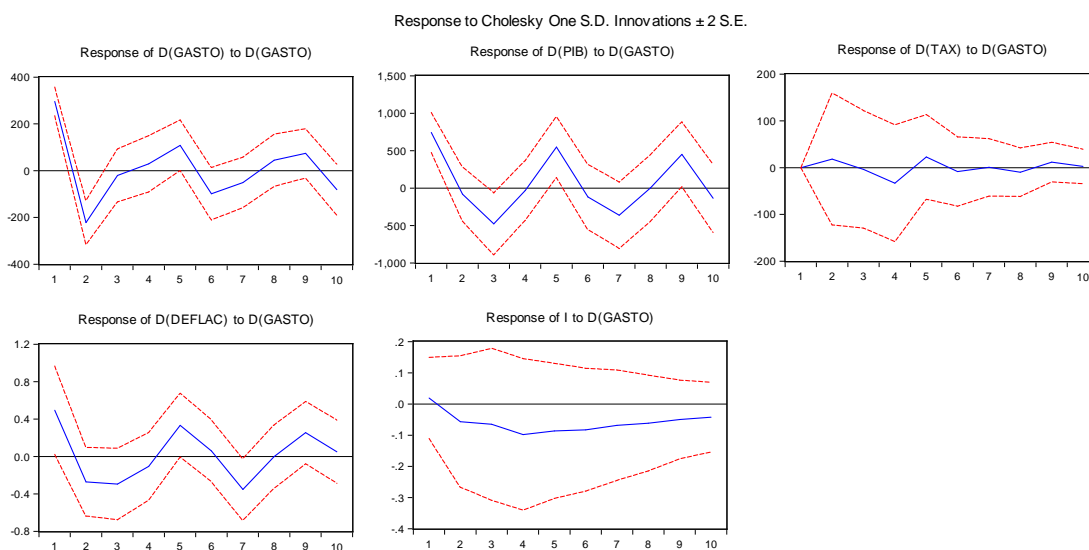 Response to Cholesky One S.D. Innovations ± 2 S.E.
Response of D(GASTO) to D(GASTO)
400
200
0
-200
-400
1 2 3 4 5 6 7 8 9 10
Response of D(PIB) to D(GASTO)
1,500
1,000
500
0
-500
-1,000
1 2 3 4 5 6 7 8 9 10
Response of D(TAX) to D(GASTO)
200
100
0
-100
-200
1 2 3 4 5 6 7 8 9 10
Response of D(DEFLAC) to D(GASTO)
1.2
0.8
0.4
0.0
-0.4
-0.8
1 2 3 4 5 6 7 8 9 10
Response of I to D(GASTO)
.2
.1
.0
-.1
-.2
-.3
-.4
1 2 3 4 5 6 7 8 9 10